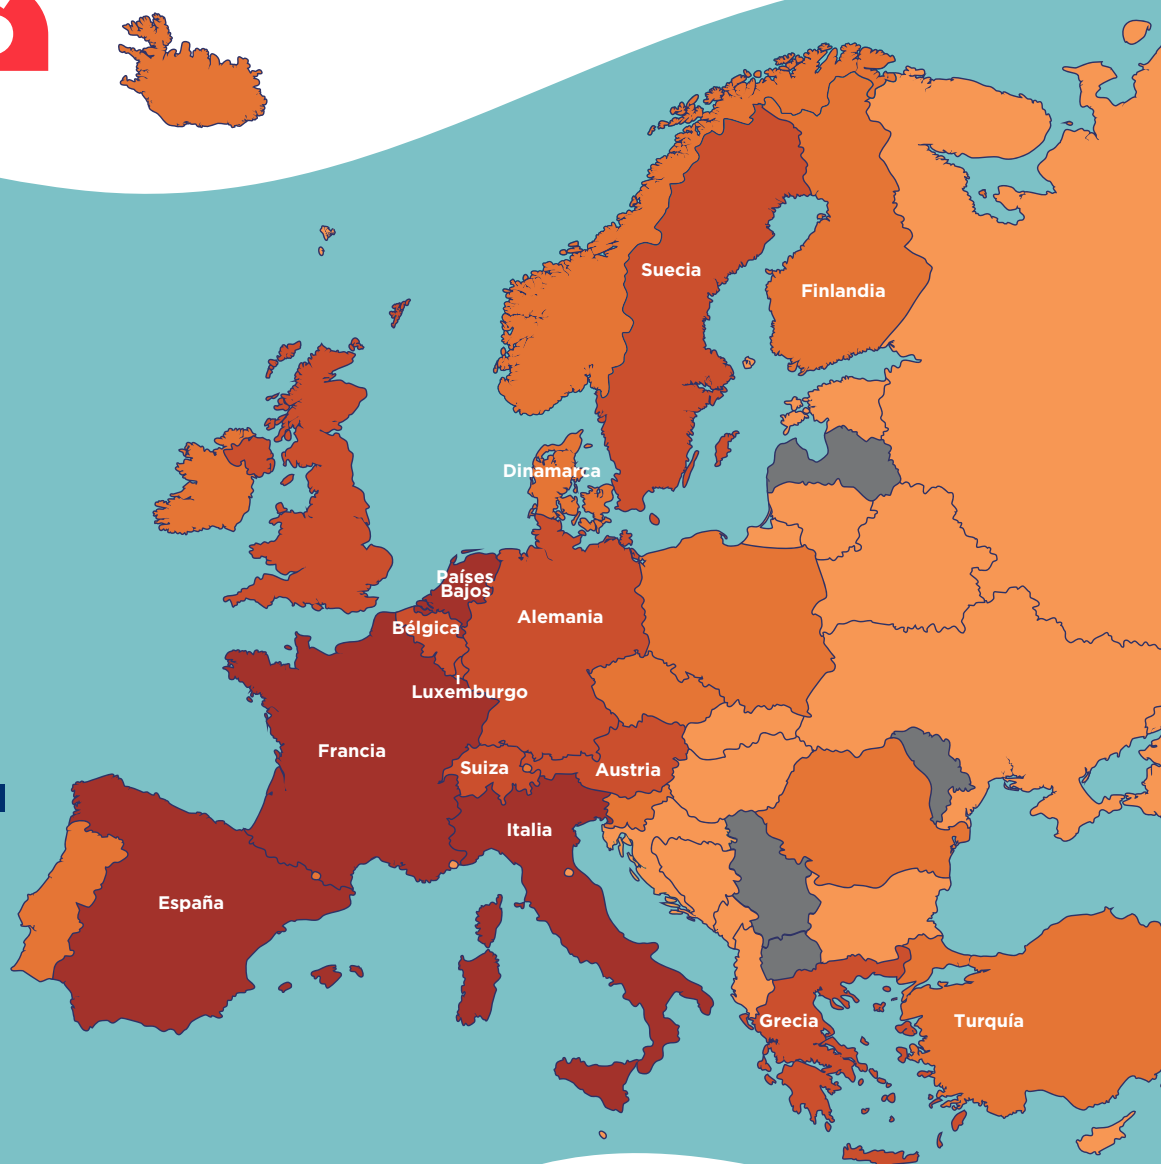 Suecia
Finlandia
Dinamarca
Países
Bajos
Alemania
Bélgica
Luxemburgo
Francia
Suiza
Austria
Italia
España
Grecia
Turquía